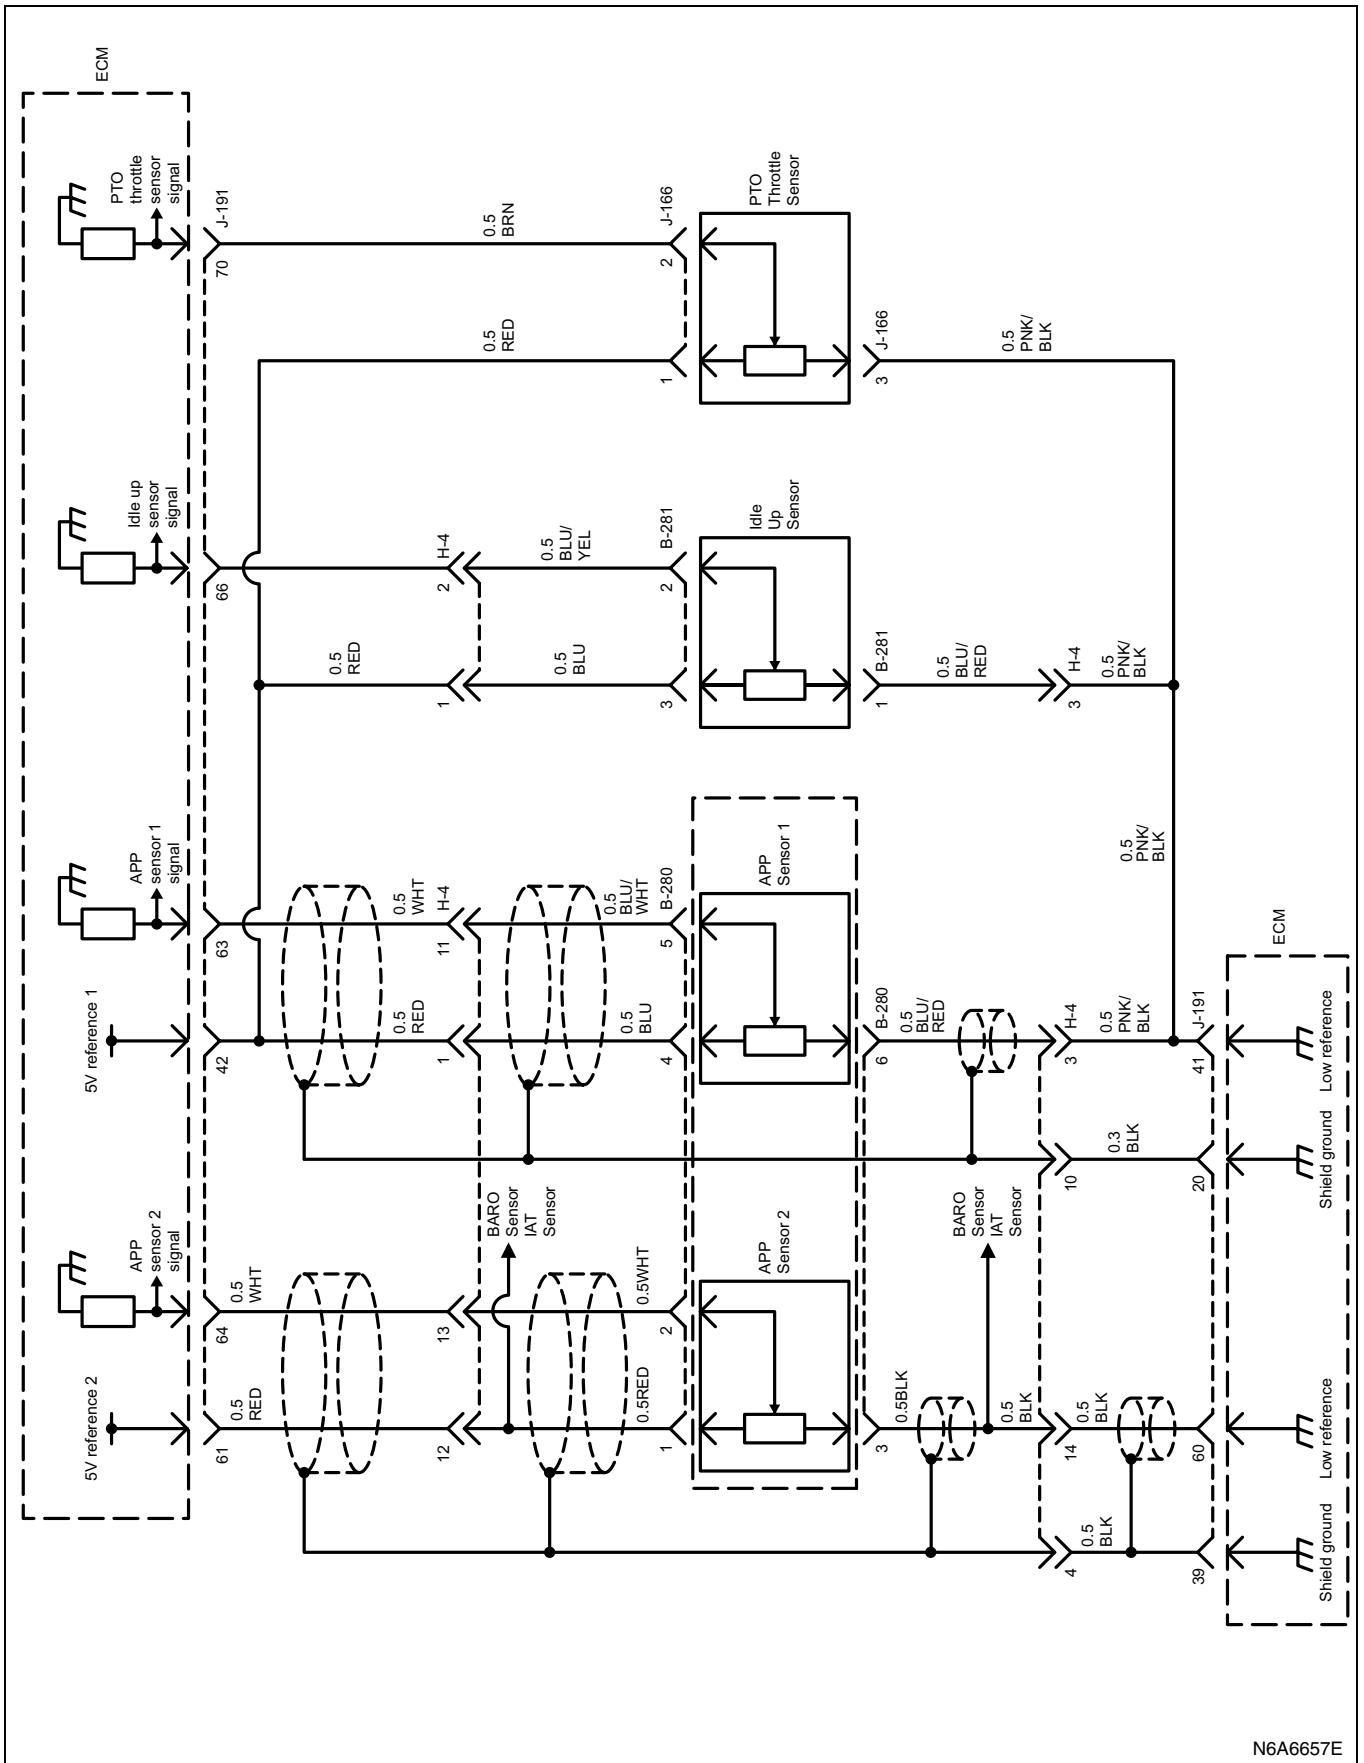 ECM
5V reference 2
APP
sensor 2
signal
5V reference 1
APP
sensor 1
signal
Idle up
sensor
signal
PTO
throttle
sensor
signal
61
64
42
63
66
70
J-191
0.5
RED
0.5
WHT
0.5
RED
0.5
WHT
0.5
RED
0.5
RED
0.5
BRN
12
13
1
11
H-4
1
2
H-4
BARO
Sensor
IAT
Sensor
0.5RED
0.5WHT
0.5
BLU
0.5
BLU/
WHT
0.5
BLU
0.5
BLU/
YEL
1
2
4
5
B-280
3
2
B-281
1
2
J-166
APP
Sensor 2
APP
Sensor 1
Idle
Up
Sensor
PTO
Throttle
Sensor
3
6
B-280
1
B-281
3
J-166
0.5BLK
0.5
BLU/
RED
0.5
BLU/
RED
0.5
PNK/
BLK
BARO
Sensor
IAT
Sensor
0.5
BLK
4
14
10
3
H-4
3
H-4
0.5
BLK
0.5
BLK
0.3
BLK
0.5
PNK/
BLK
0.5
PNK/
BLK
0.5
PNK/
BLK
39
60
20
41
J-191
ECM
Shield ground
Low reference
Shield ground
Low reference
N6A6657E